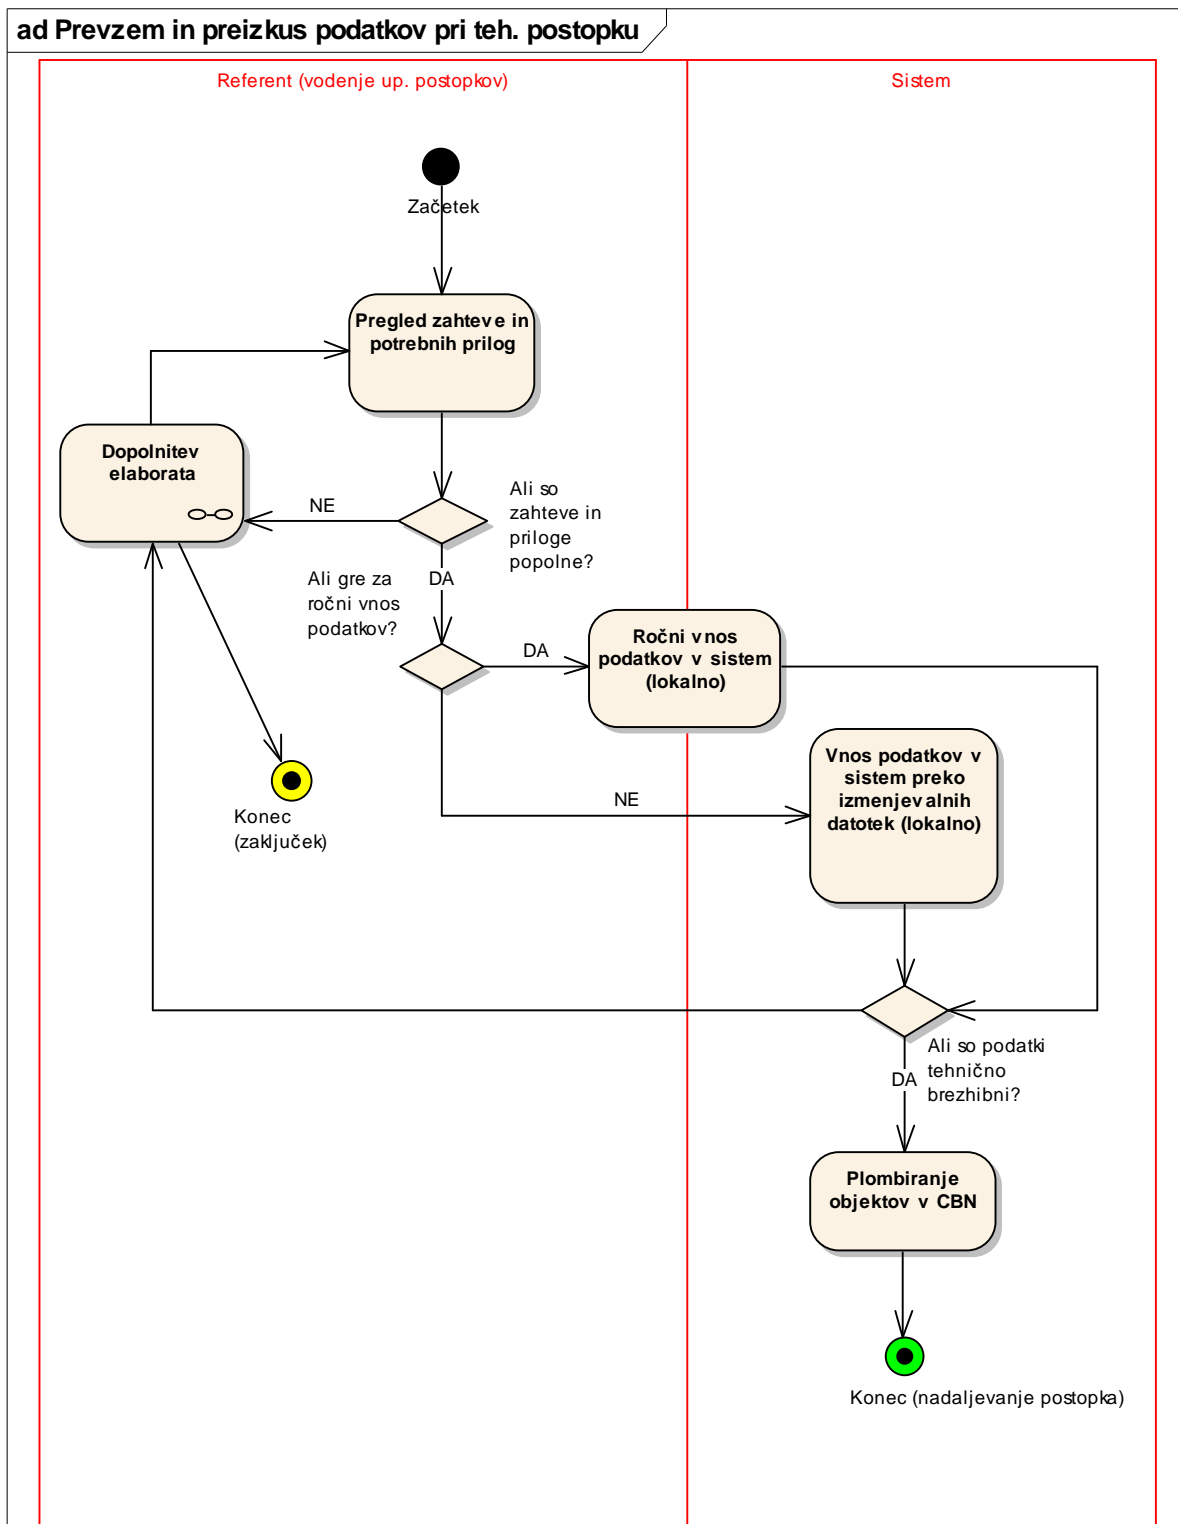 ad Prevzem in preizkus podatkov pri teh. postopku
Referent (vodenje up. postopkov)
Sistem
Začetek
Pregled zahteve in
potrebnih prilog
Dopolnitev
elaborata
NE
Ali so
zahteve in
priloge
popolne?
Ali gre za
ročni vnos
podatkov?
DA
DA
Ročni vnos
podatkov v sistem
(lokalno)
Vnos podatkov v
sistem preko
izmenjevalnih
datotek (lokalno)
NE
Konec
(zaključek)
Ali so podatki
tehnično
brezhibni?
DA
Plombiranje
objektov v CBN
Konec (nadaljevanje postopka)